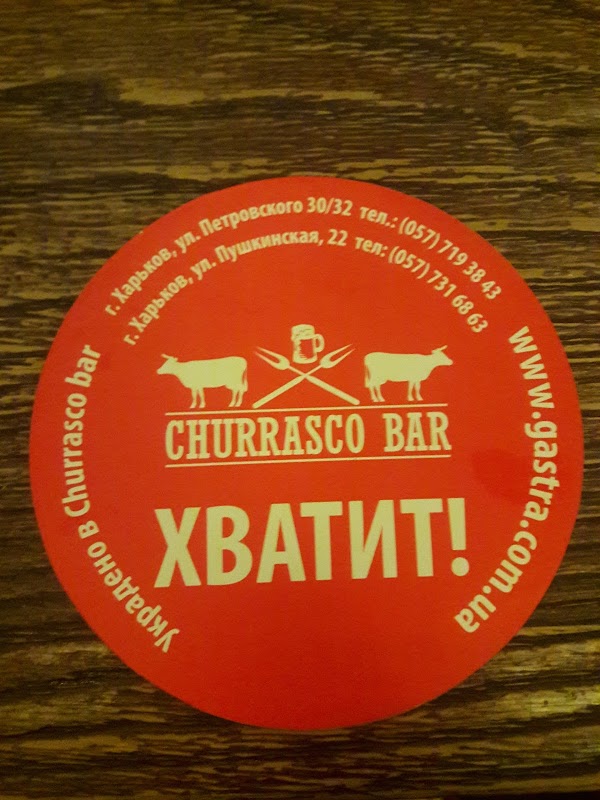 г. Харьков, ул. Петровского 30/32 тел.: (057) 719 38 43
г. Харьков, ул. Пушкинская, 22 тел: (057) 731 68 63
CHURRASCO BAR
ХВАТИТ!
Украдено в Churrasco bar
www.gastra.com.ua